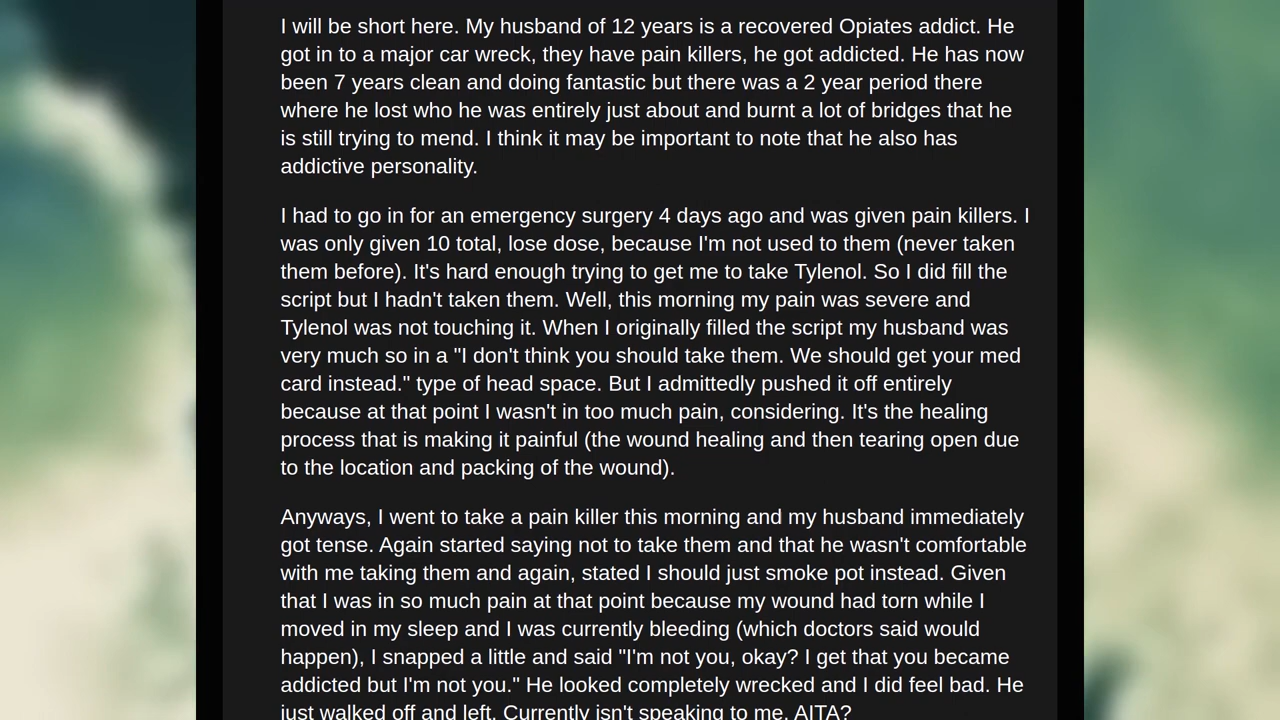 I will be short here. My husband of 12 years is a recovered Opiates addict. He
got in to a major car wreck, they have pain killers, he got addicted. He has now
been 7 years clean and doing fantastic but there was a 2 year period there
where he lost who he was entirely just about and burnt a lot of bridges that he
is still trying to mend. I think it may be important to note that he also has
addictive personality.
I had to go in for an emergency surgery 4 days ago and was given pain killers. I
was only given 10 total, lose dose, because I'm not used to them (never taken
them before). It's hard enough trying to get me to take Tylenol. So I did fill the
script but I hadn't taken them. Well, this morning my pain was severe and
Tylenol was not touching it. When I originally filled the script my husband was
very much so in a "I don't think you should take them. We should get your med
card instead." type of head space. But I admittedly pushed it off entirely
because at that point I wasn't in too much pain, considering. It's the healing
process that is making it painful (the wound healing and then tearing open due
to the location and packing of the wound).
Anyways, I went to take a pain killer this morning and my husband immediately
got tense. Again started saying not to take them and that he wasn't comfortable
with me taking them and again, stated I should just smoke pot instead. Given
that I was in so much pain at that point because my wound had torn while I
moved in my sleep and I was currently bleeding (which doctors said would
happen), I snapped a little and said "I'm not you, okay? I get that you became
addicted but I'm not you." He looked completely wrecked and I did feel bad. He
just walked off and left. Currently isn't speaking to me. AITA?